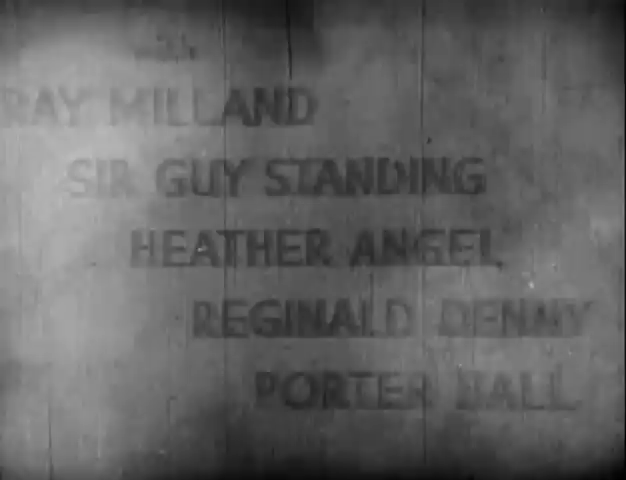 RAY MILLAND
SIR GUY STANDING
HEATHER ANGEL
REGINALD DENNY
PORTER HALL